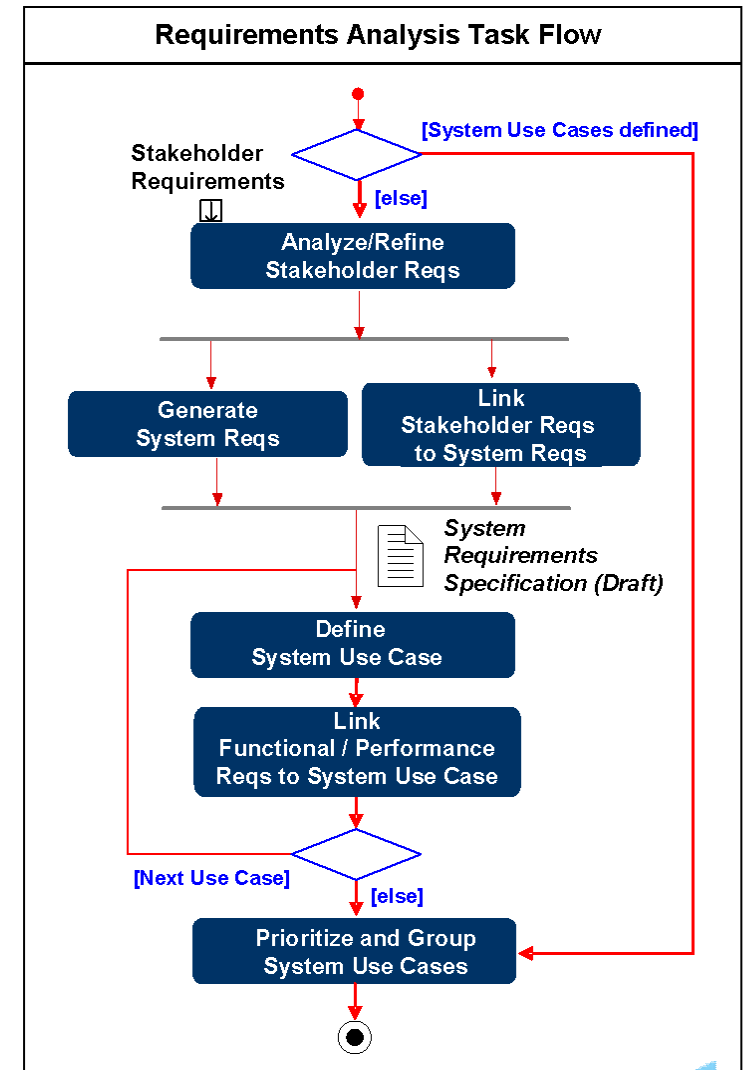 Requirements Analysis Task Flow
[System Use Cases defined]
Stakeholder
Requirements
[else]
Analyze/Refine
Stakeholder Reqs
Generate
System Reqs
Link
Stakeholder Reqs
to System Reqs
System
Requirements
Specification (Draft)
Define
System Use Case
Link
Functional / Performance
Reqs to System Use Case
[Next Use Case]
[else]
Prioritize and Group
System Use Cases